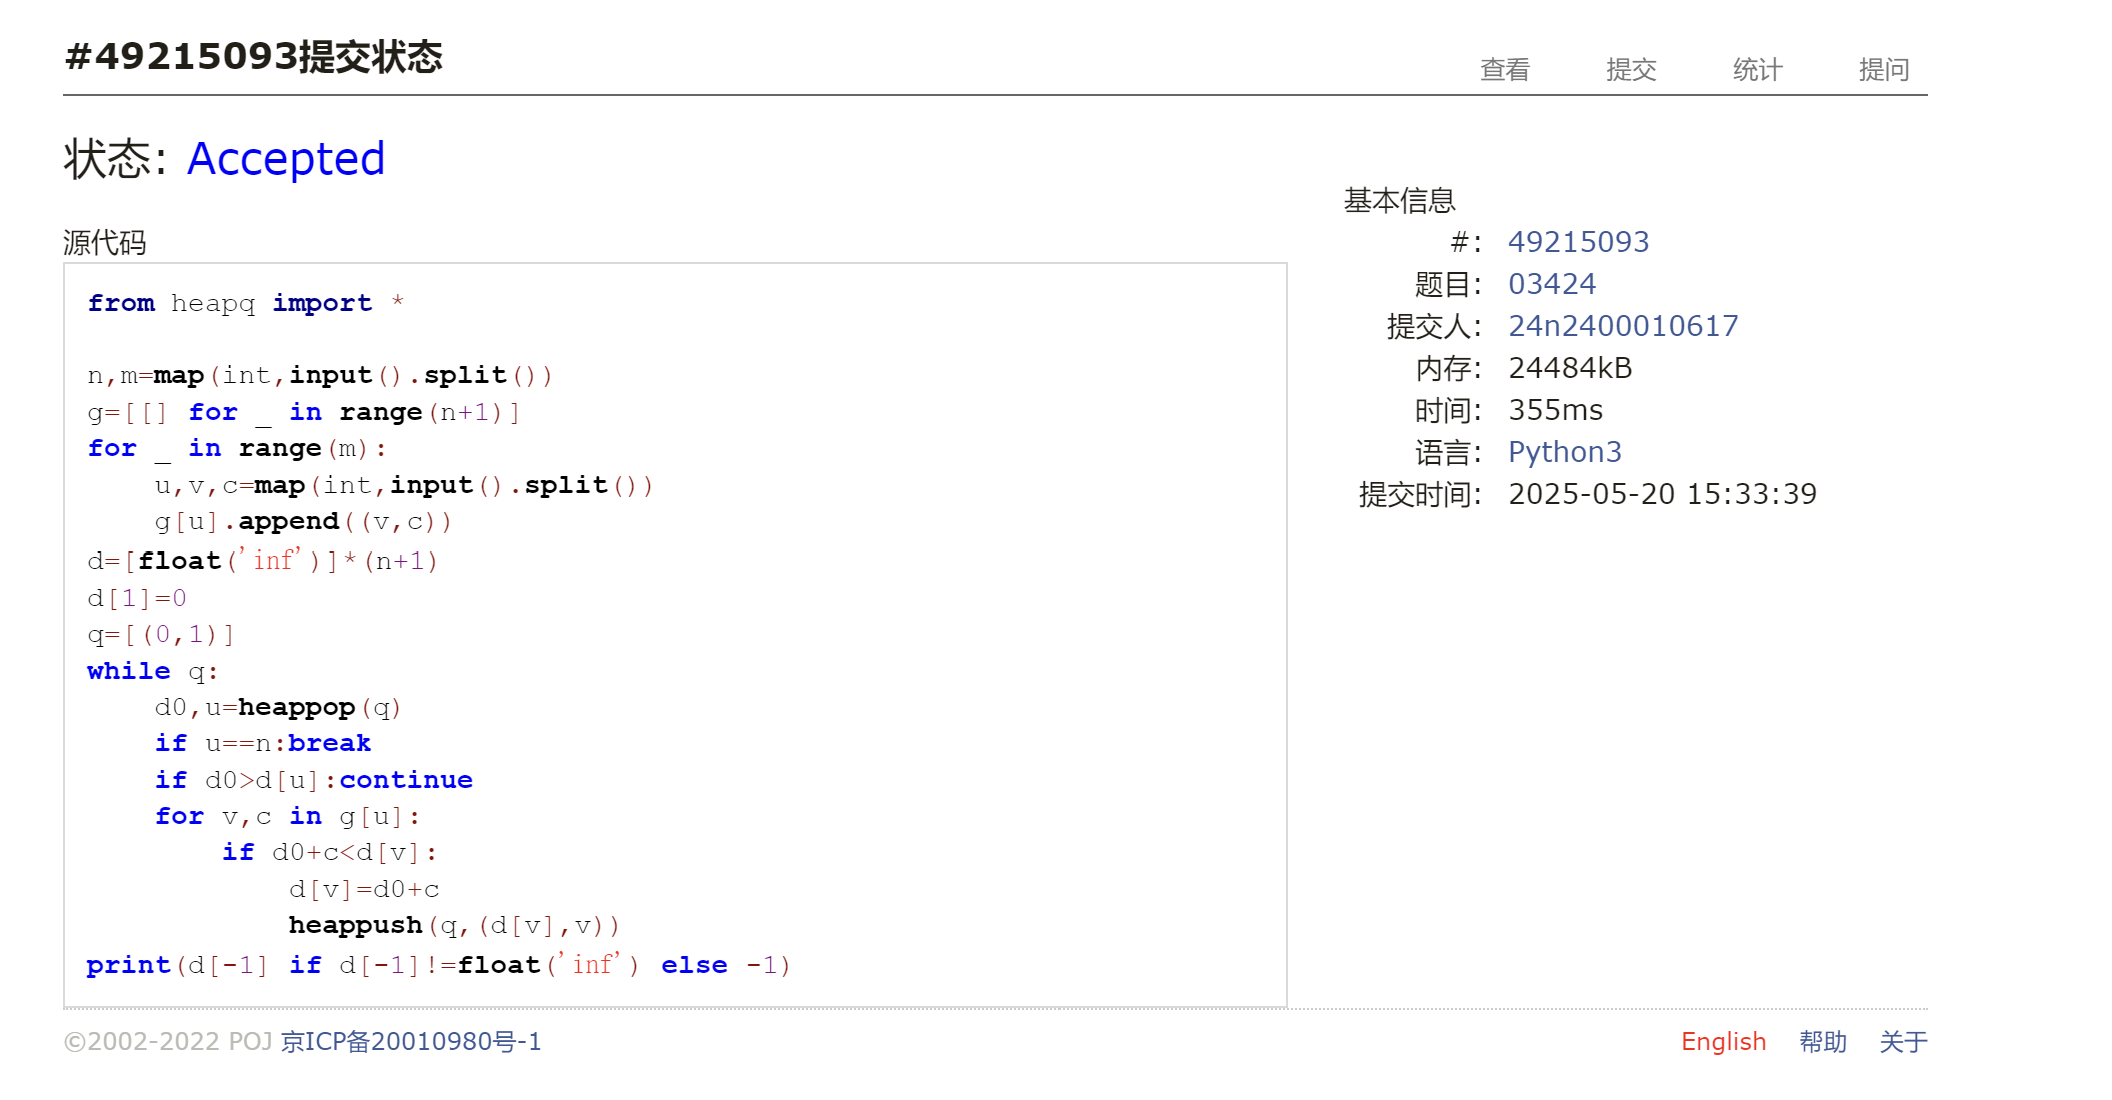 #49215093提交状态
查看 提交 统计 提问
状态: Accepted
源代码
from heapq import *

n,m=map(int,input().split())
g=[[] for _ in range(n+1)]
for _ in range(m):
    u,v,c=map(int,input().split())
    g[u].append((v,c))
d=[float('inf')]*(n+1)
d[1]=0
q=[(0,1)]
while q:
    d0,u=heappop(q)
    if u==n:break
    if d0>d[u]:continue
    for v,c in g[u]:
        if d0+c<d[v]:
            d[v]=d0+c
            heappush(q,(d[v],v))
print(d[-1] if d[-1]!=float('inf') else -1)
基本信息
#: 49215093
题目: 03424
提交人: 24n2400010617
内存: 24484kB
时间: 355ms
语言: Python3
提交时间: 2025-05-20 15:33:39
©2002-2022 POJ 京ICP备20010980号-1
English 帮助 关于